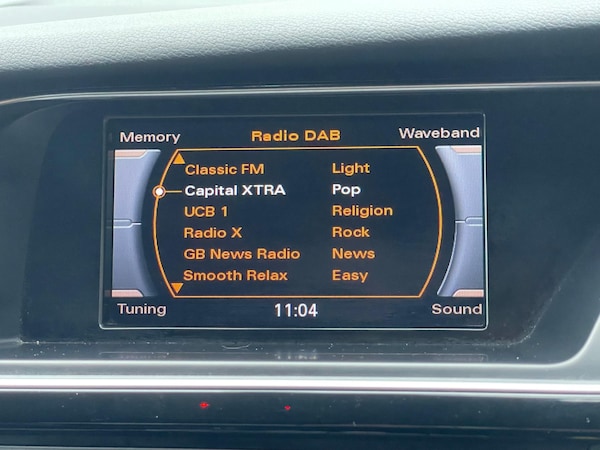 Memory Radio DAB Waveband
Classic FM Light
Capital XTRA Pop
UCB 1 Religion
Radio X Rock
GB News Radio News
Smooth Relax Easy
Tuning 11:04 Sound